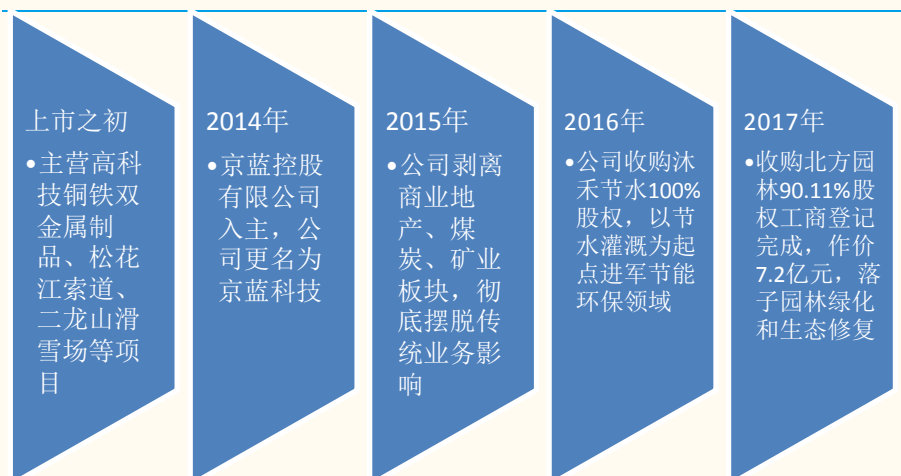 上市之初
•主营高科
技铜铁双
金属制
品、松花
江索道、
二龙山滑
雪场等项
目
2014年
•京蓝控股
有限公司
入主，公
司更名为
京蓝科技
2015年
•公司剥离
商业地
产、煤
炭、矿业
板块，彻
底摆脱传
统业务影
响
2016年
•公司收购沐
禾节水100%
股权，以节
水灌溉为起
点进军节能
环保领域
2017年
•收购北方园
林90.11%股
权工商登记
完成，作价
7.2亿元，落
子园林绿化
和生态修复